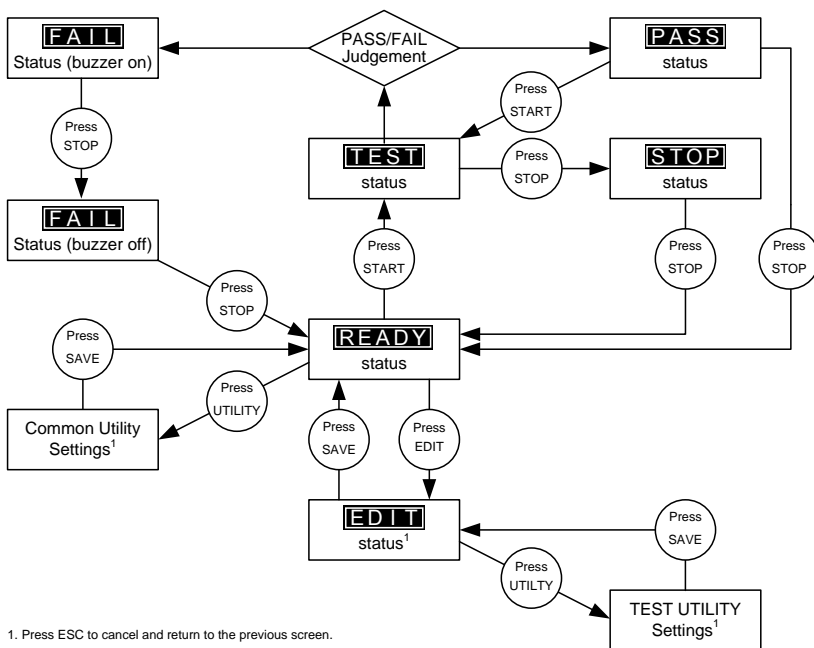 FAIL
Status (buzzer on)
PASS/FAIL
Judgement
PASS
status
Press
STOP
Press
START
TEST
status
Press
STOP
STOP
status
FAIL
Status (buzzer off)
Press
START
Press
STOP
Press
STOP
Press
STOP
READY
status
Press
SAVE
Press
UTILITY
Common Utility
Settings1
Press
SAVE
Press
EDIT
EDIT
status1
Press
SAVE
Press
UTILTY
TEST UTILITY
Settings1
1. Press ESC to cancel and return to the previous screen.